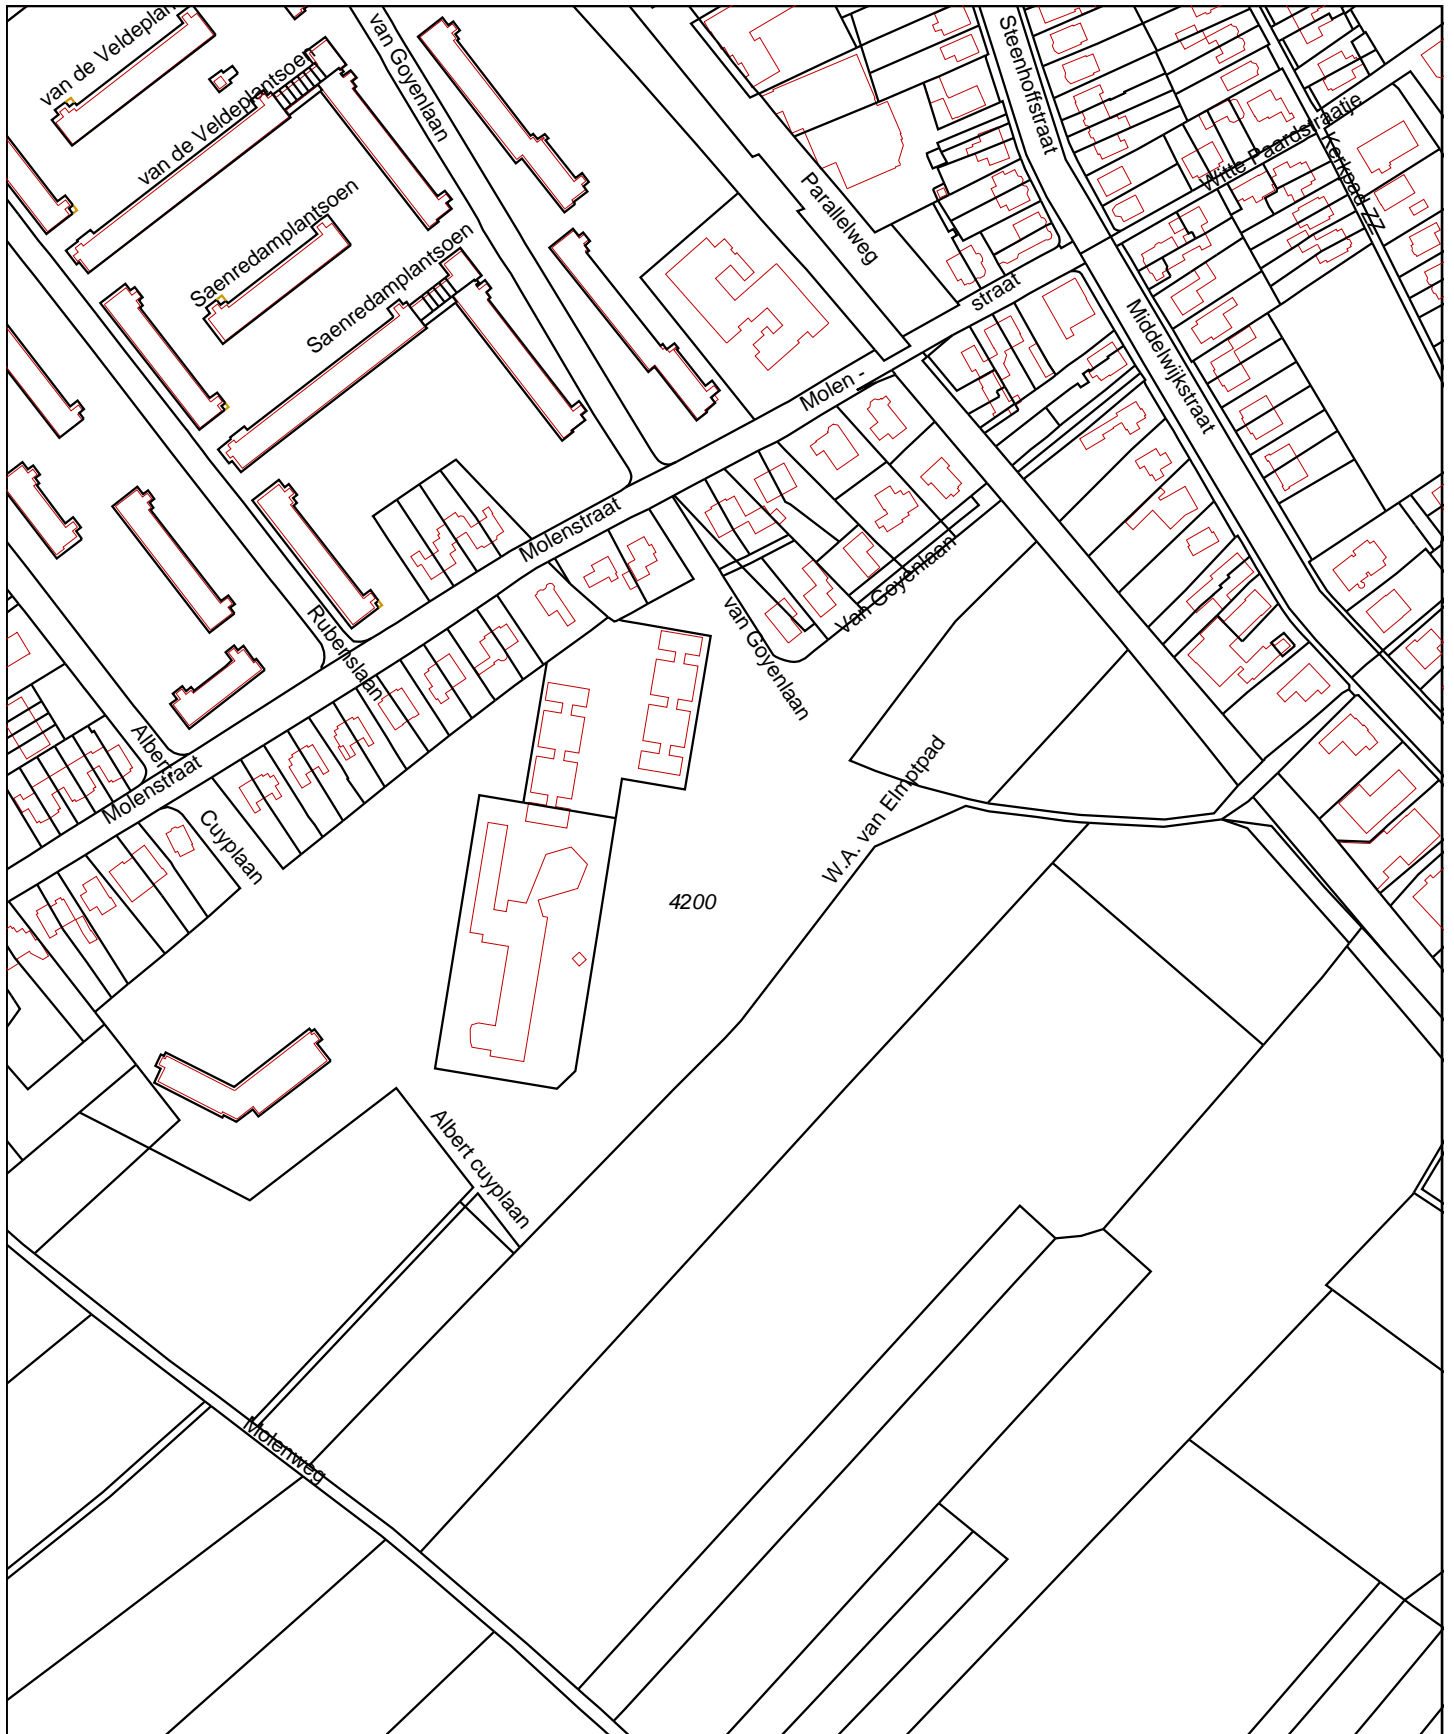 van de Veldeplan
van Goyenlaan
Steenhoffstraat
van de Veldeplantsoen
Witte Paardstraatje
Kerkpad ZZ
Parallelweg
Saenredamplantsoen
Saenredamplantsoen
straat
Middelwijkstraat
Molen -
Molenstraat
Van Goyenlaan
van Goyenlaan
Rubenslaan
Albert
Molenstraat
Cuyplaan
W.A. van Elmptpad
4200
Albert cuyplaan
Molenweg